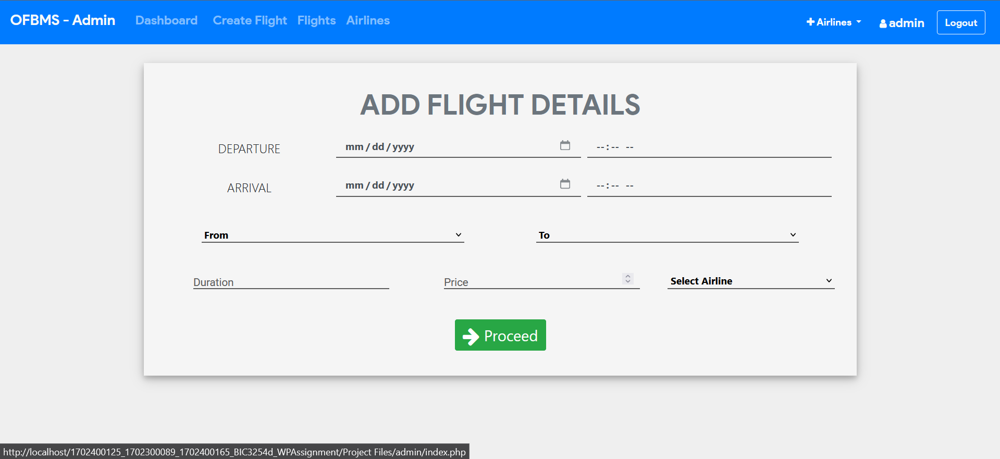 OFBMS - Admin Dashboard Create Flight Flights Airlines Airlines admin Logout
ADD FLIGHT DETAILS
DEPARTURE mm/dd/yyyy --:-- --
ARRIVAL mm/dd/yyyy --:-- --
From To
Duration Price Select Airline
Proceed
http://localhost/1702400125_1702300089_1702400165_BIC3254d_WPAssignment/Project Files/admin/index.php